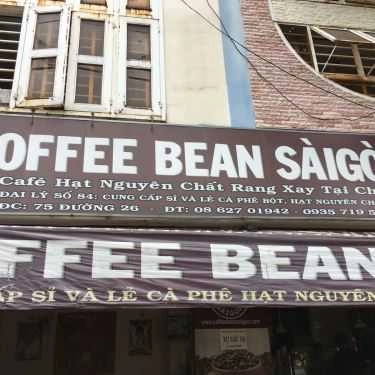 OFFEE BEAN SÀIGÒ
Café Hạt Nguyên Chất Rang Xay Tại Ch
ĐẠI LÝ SỐ 84: CUNG CẤP SỈ VÀ LẺ CÀ PHÊ BỘT, HẠT NGUYÊN CH
ĐC: 75 ĐƯỜNG 26 - ĐT: 08 627 01942 - 0935 719 5
FFEE BEAN
ẤP SỈ VÀ LẺ CÀ PHÊ HẠT NGUYÊN